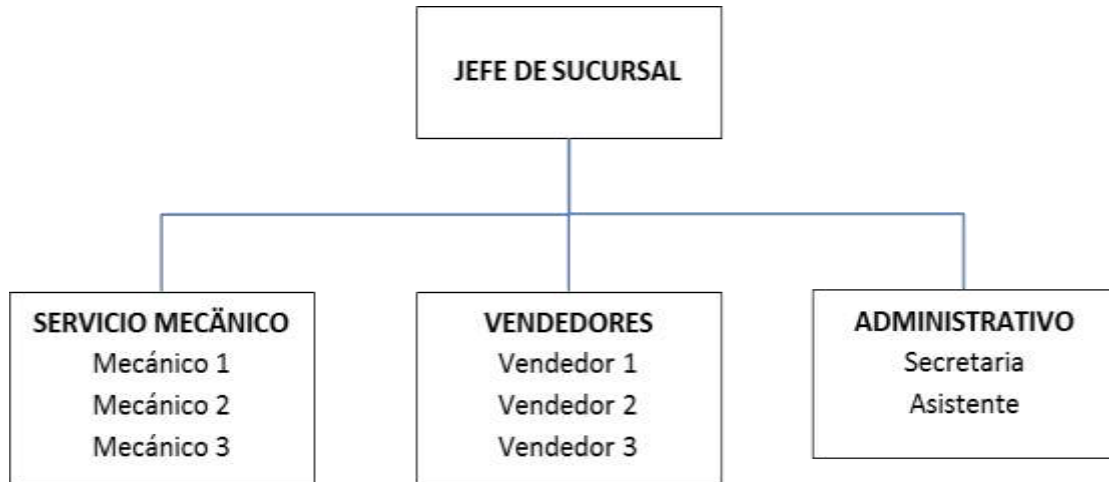 JEFE DE SUCURSAL
SERVICIO MECÄNICO
Mecánico 1
Mecánico 2
Mecánico 3
VENDEDORES
Vendedor 1
Vendedor 2
Vendedor 3
ADMINISTRATIVO
Secretaria
Asistente